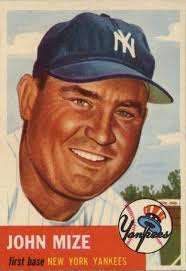 NY
Yankees
JOHN MIZE
first base NEW YORK YANKEES